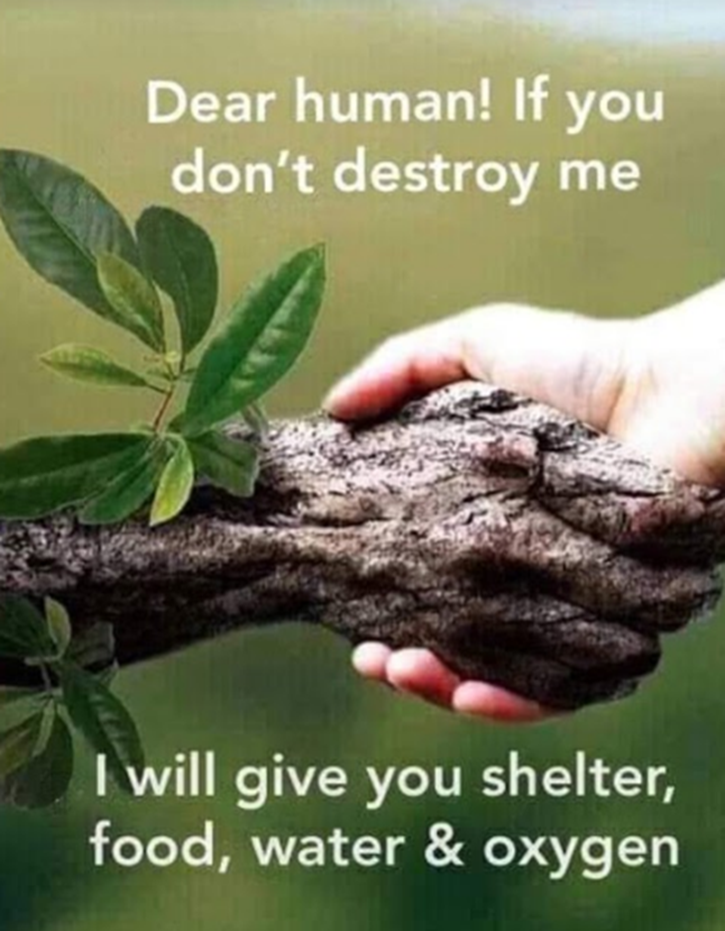 Dear human! If you
don't destroy me
I will give you shelter,
food, water & oxygen